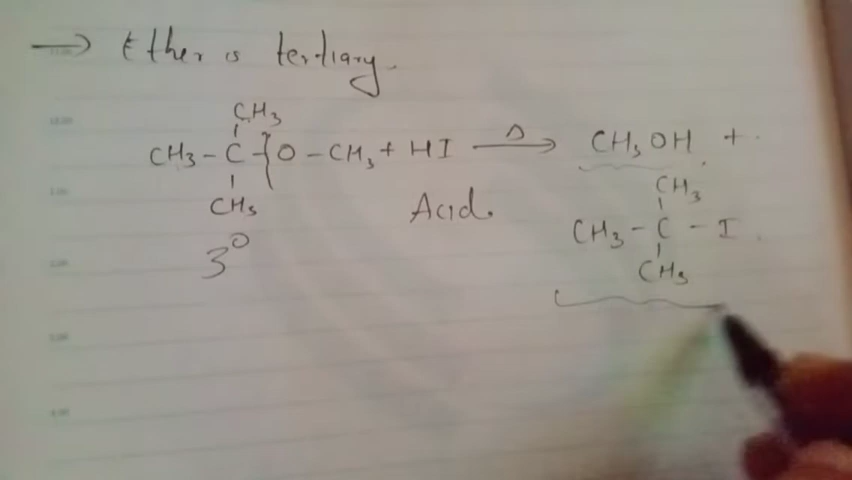 → Ether is tertiary.
CH3
CH3 - C - O - CH3 + HI →Δ CH3OH +
CH3
3°
Acid.
CH3
CH3 - C - I
CH3